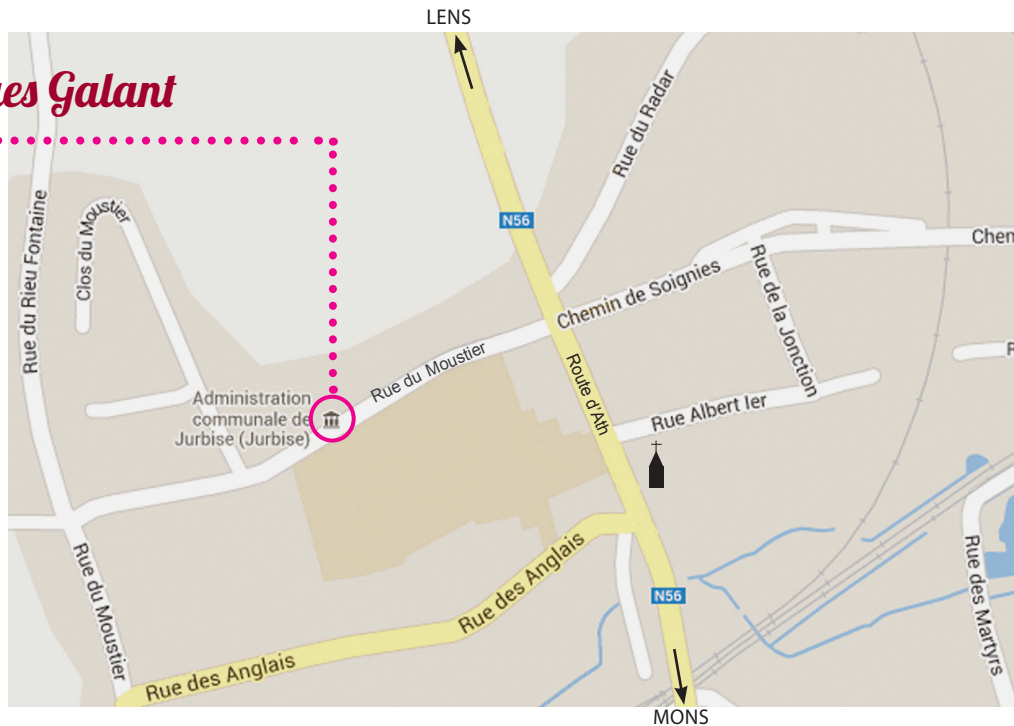 LENS
Galant
Rue du Radar
Rue du Rieu Fontaine
Clos du Moustier
N56
Chemin de Soignies
Rue de la Jonction
Rue du Moustier
Route d'Ath
Administration
communale de
Jurbise (Jurbise)
Rue Albert Ier
Rue du Moustier
Rue des Anglais
Rue des Anglais
N56
Rue des Martyrs
MONS